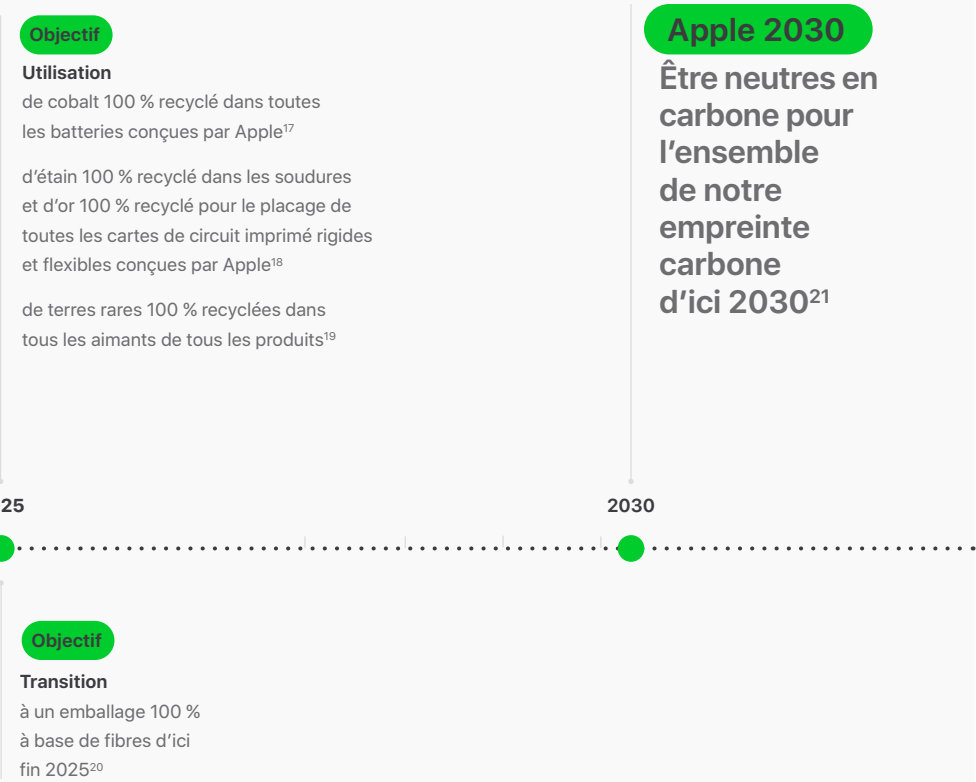 Objectif
Utilisation
de cobalt 100 % recyclé dans toutes
les batteries conçues par Apple¹⁷
d'étain 100 % recyclé dans les soudures
et d'or 100 % recyclé pour le placage de
toutes les cartes de circuit imprimé rigides
et flexibles conçues par Apple¹⁸
de terres rares 100 % recyclées dans
tous les aimants de tous les produits¹⁹
Apple 2030
Être neutres en
carbone pour
l'ensemble
de notre
empreinte
carbone
d'ici 2030²¹
25
2030
Objectif
Transition
à un emballage 100 %
à base de fibres d'ici
fin 2025²⁰